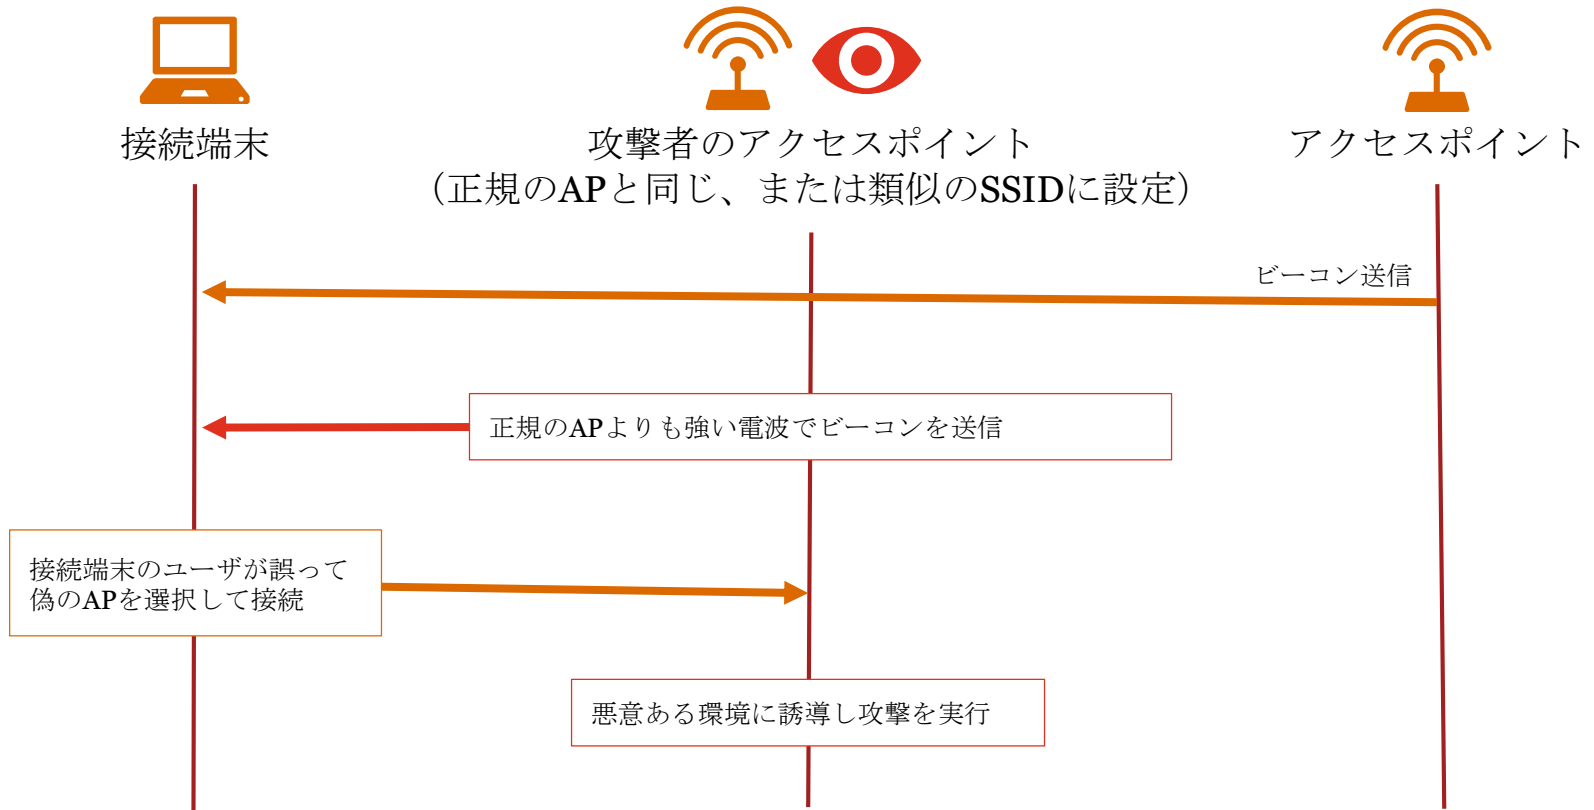 接続端末
攻撃者のアクセスポイント
（正規のAPと同じ、または類似のSSIDに設定）
アクセスポイント
ビーコン送信
正規のAPよりも強い電波でビーコンを送信
接続端末のユーザが誤って
偽のAPを選択して接続
悪意ある環境に誘導し攻撃を実行